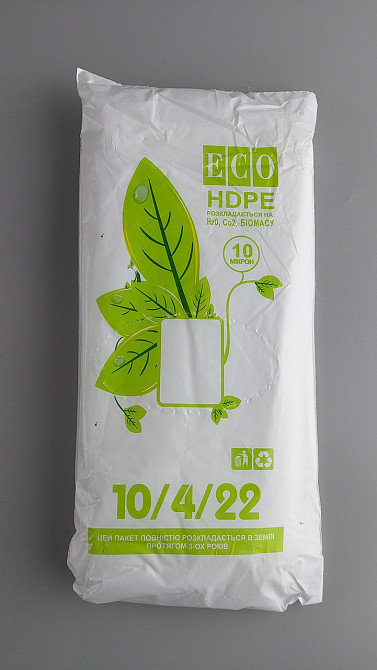 ECO
HDPE
РОЗКЛАДАЄТЬСЯ НА:
H20, Co2, БІОМАСУ
10
МІКРОН
10/4/22
ЦЕЙ ПАКЕТ ПОВНІСТЮ РОЗКЛАДАЄТЬСЯ В ЗЕМЛІ
ПРОТЯГОМ 3-ОХ РОКІВ